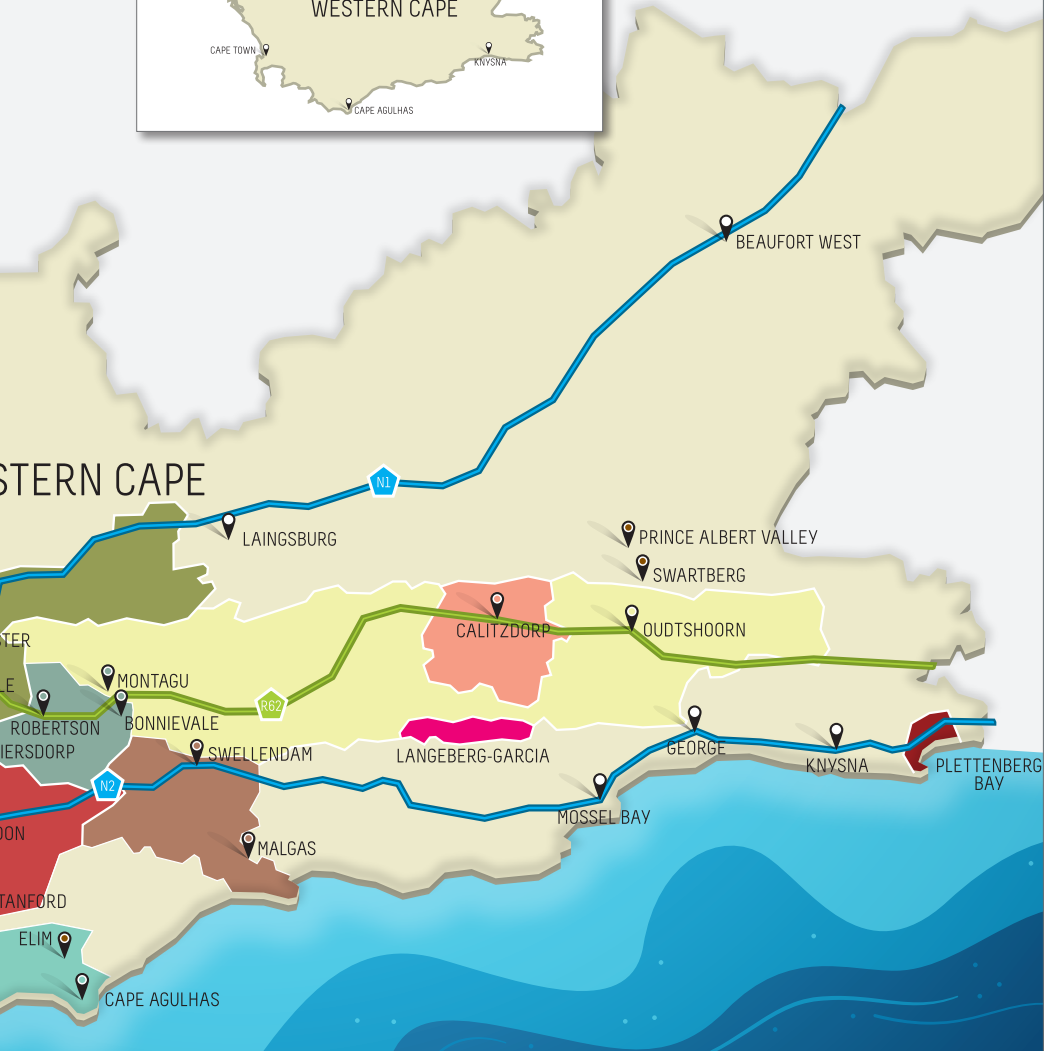 WESTERN CAPE
CAPE TOWN
KNYSNA
CAPE AGULHAS
BEAUFORT WEST
STERN CAPE
N1
LAINGSBURG
PRINCE ALBERT VALLEY
SWARTBERG
CALITZDORP
OUDTSHOORN
TER
MONTAGU
LE
R62
BONNIEVALE
ROBERTSON
IERSDORP
SWELLENDAM
LANGEBERG-GARCIA
GEORGE
KNYSNA
PLETTENBERG
BAY
N2
MOSSEL BAY
DON
MALGAS
TANFORD
ELIM
CAPE AGULHAS